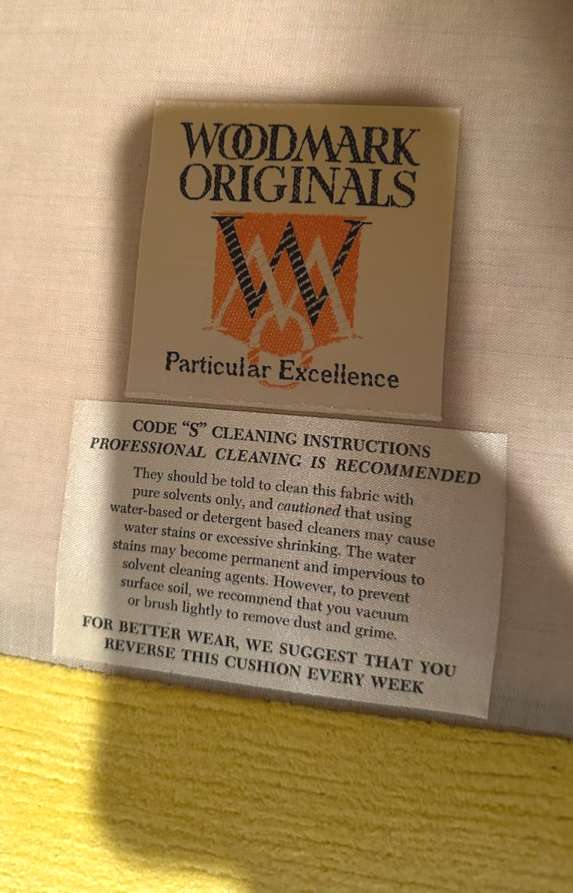 WOODMARK
ORIGINALS
W
Particular Excellence
CODE "S" CLEANING INSTRUCTIONS
PROFESSIONAL CLEANING IS RECOMMENDED
They should be told to clean this fabric with
pure solvents only, and cautioned that using
water-based or detergent based cleaners may cause
water stains or excessive shrinking. The water
stains may become permanent and impervious to
solvent cleaning agents. However, to prevent
surface soil, we recommend that you vacuum
or brush lightly to remove dust and grime.
FOR BETTER WEAR, WE SUGGEST THAT YOU
REVERSE THIS CUSHION EVERY WEEK